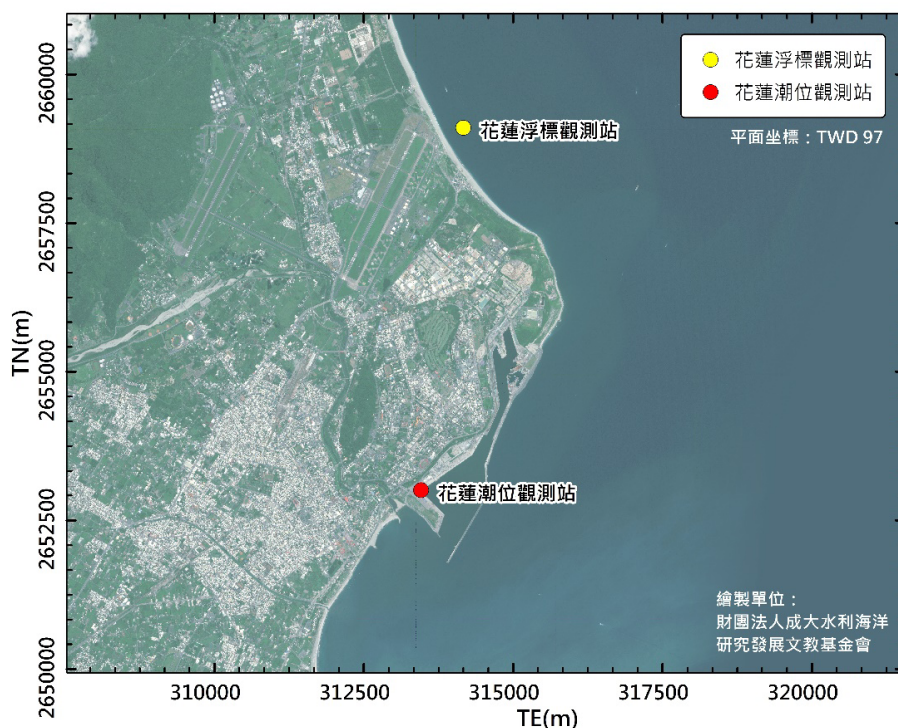 花蓮浮標觀測站
花蓮潮位觀測站
平面坐標：TWD 97
花蓮浮標觀測站
花蓮潮位觀測站
繪製單位：
財團法人成大水利海洋
研究發展文教基金會
TN(m)
2660000
2657500
2655000
2652500
2650000
310000
312500
315000
317500
320000
TE(m)